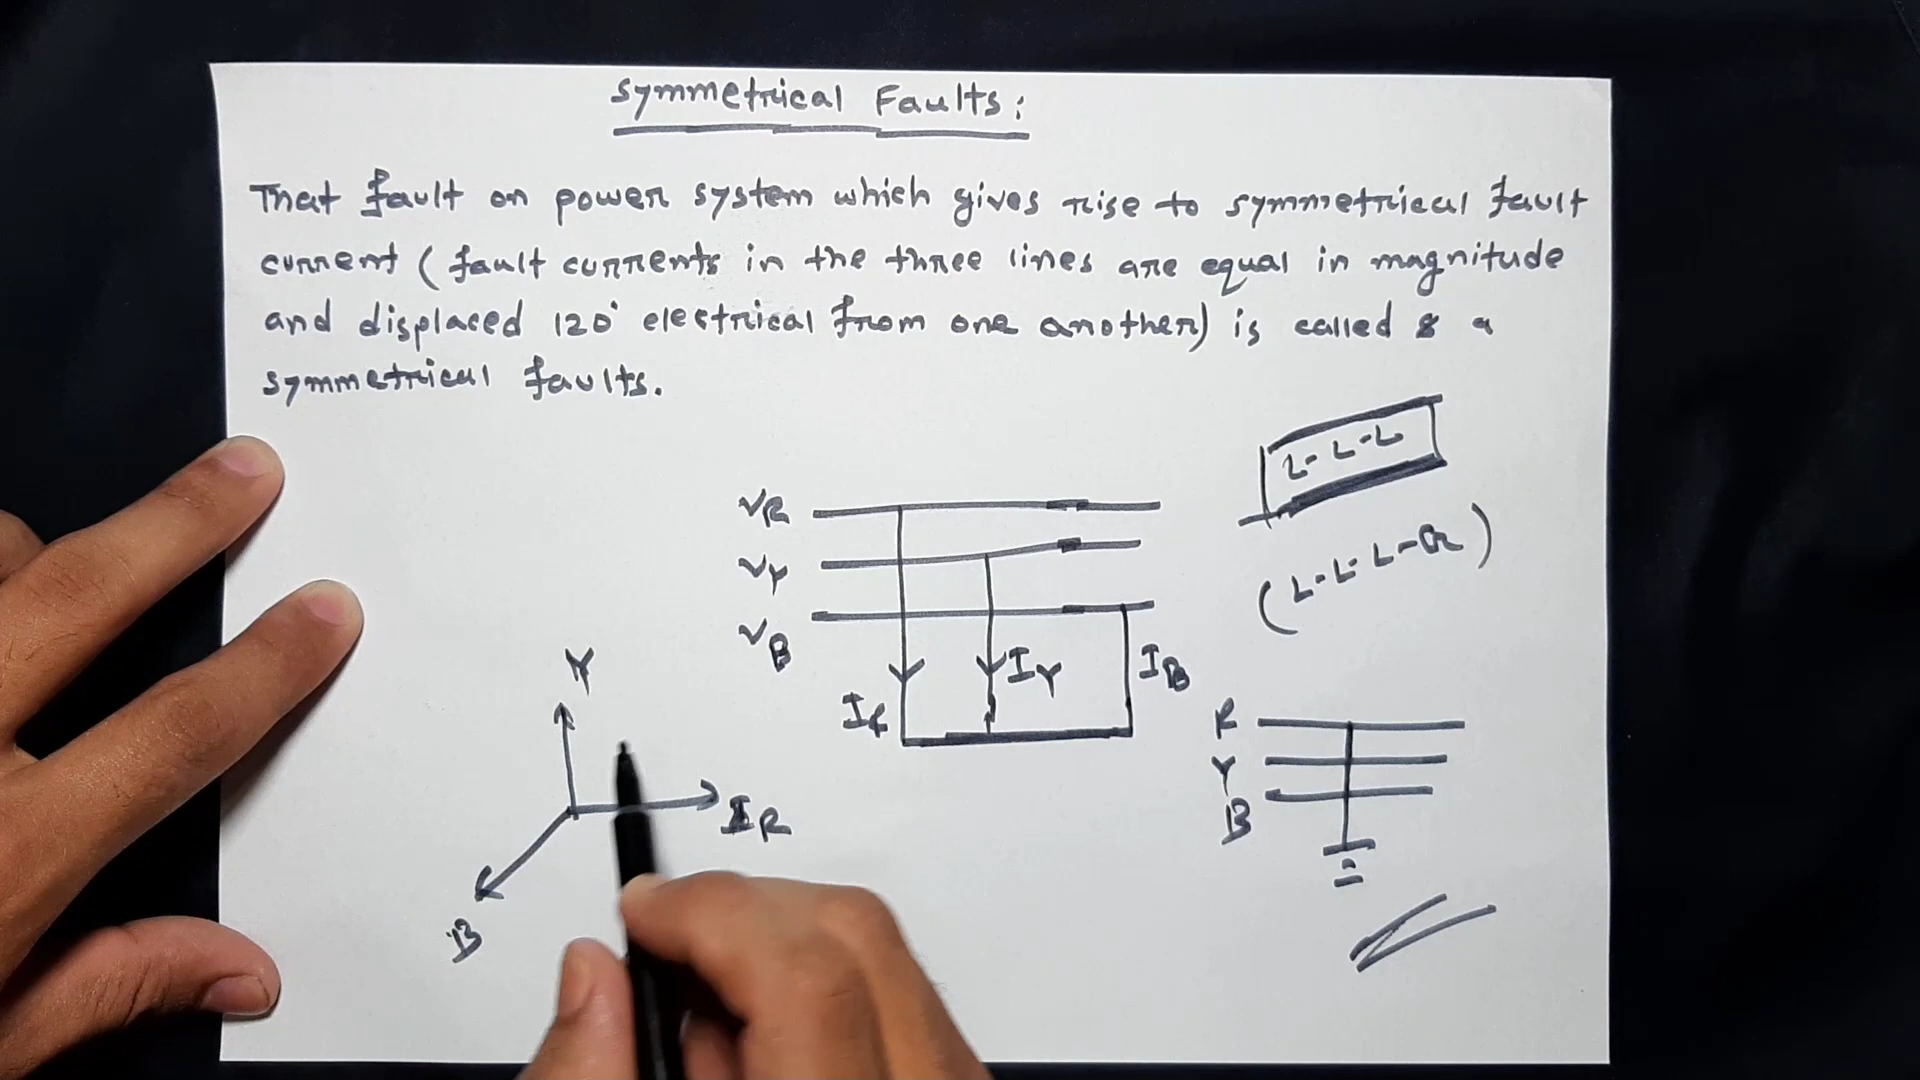 Symmetrical Faults:
That fault on power system which gives rise to symmetrical fault
current (fault currents in the three lines are equal in magnitude
and displaced 120° electrical from one another) is called a
symmetrical faults.
L-L-L
(L-L-L-G)
VR
VY
VB
IR
IY
IB
Y
IR
B
R
Y
B